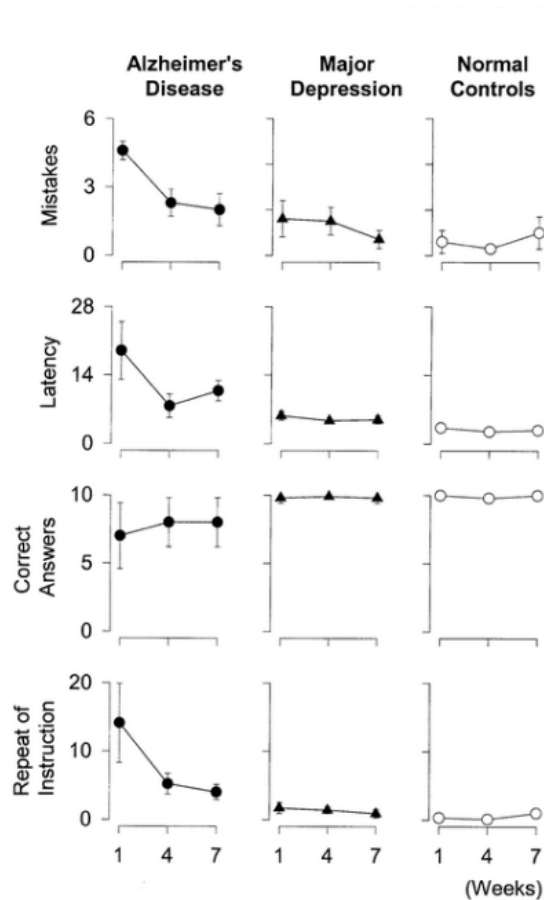 Alzheimer's Disease
Major Depression
Normal Controls
Mistakes
6
3
0
Latency
28
14
0
Correct Answers
10
5
0
Repeat of Instruction
20
10
0
1 4 7
1 4 7
1 4 7
(Weeks)